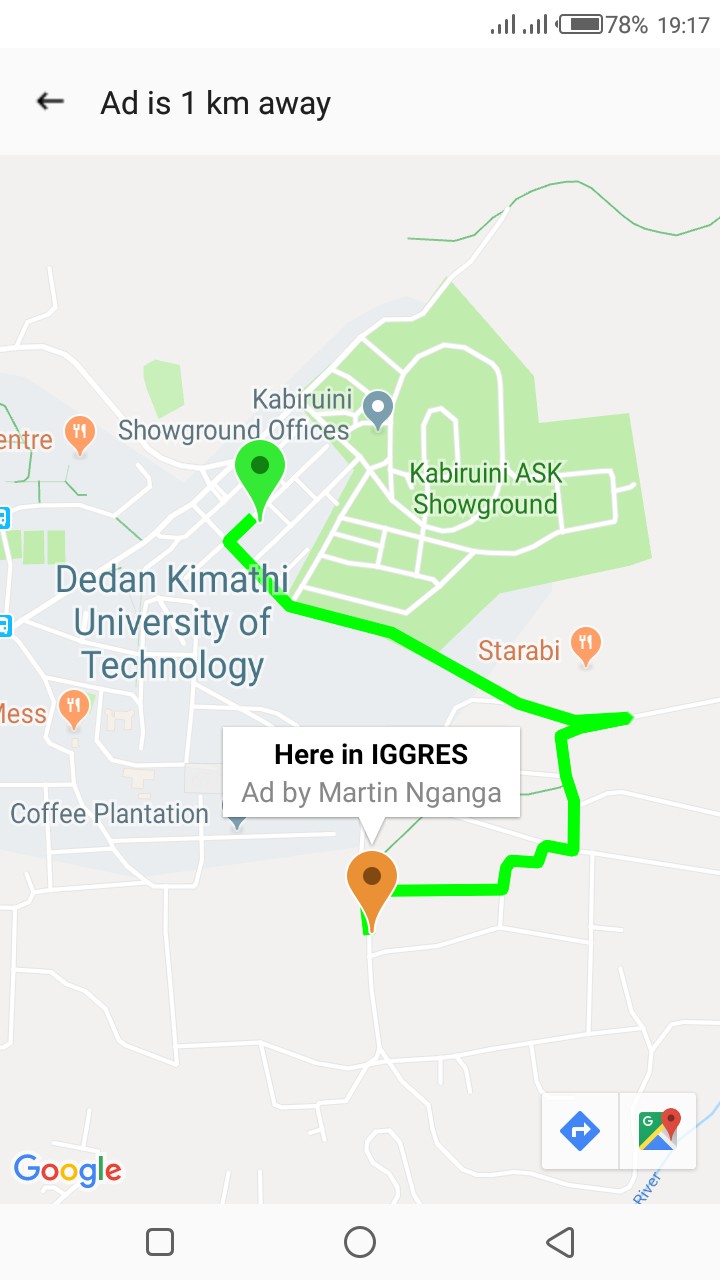 78% 19:17
Ad is 1 km away
Kabiruini
Showground Offices
entre
Kabiruini ASK
Showground
Dedan Kimathi
University of
Technology
Starabi
Mess
Here in IGGRES
Ad by Martin Nganga
Coffee Plantation
G
Google
River